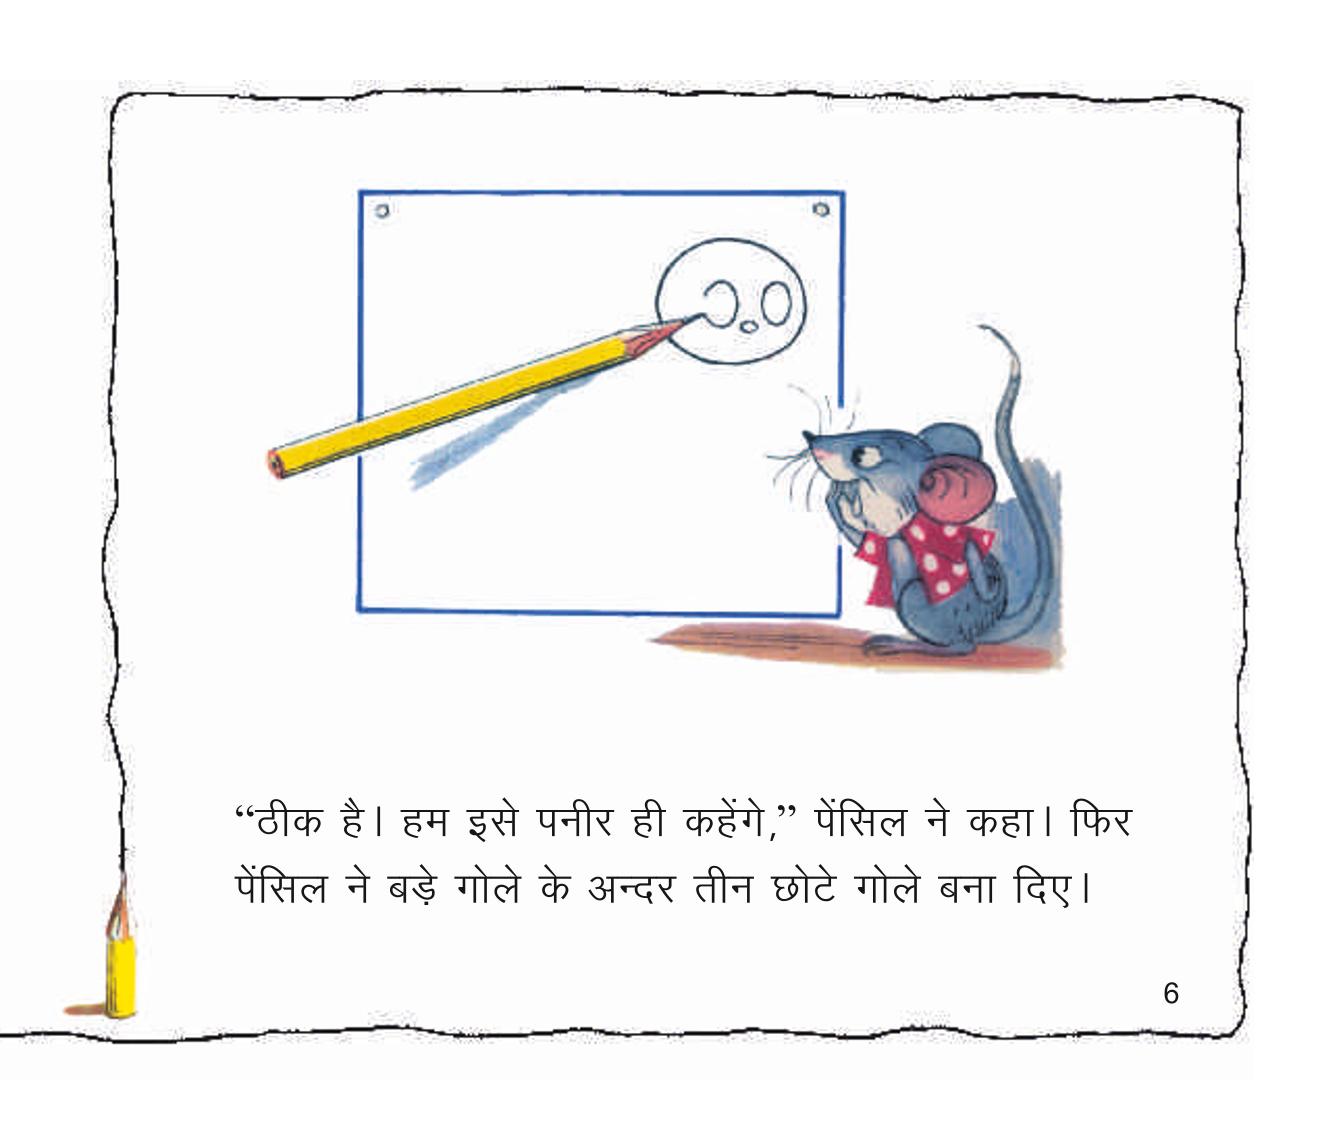 “ठीक है। हम इसे पनीर ही कहेंगे,” पेंसिल ने कहा। फिर
पेंसिल ने बड़े गोले के अन्दर तीन छोटे गोले बना दिए।
6